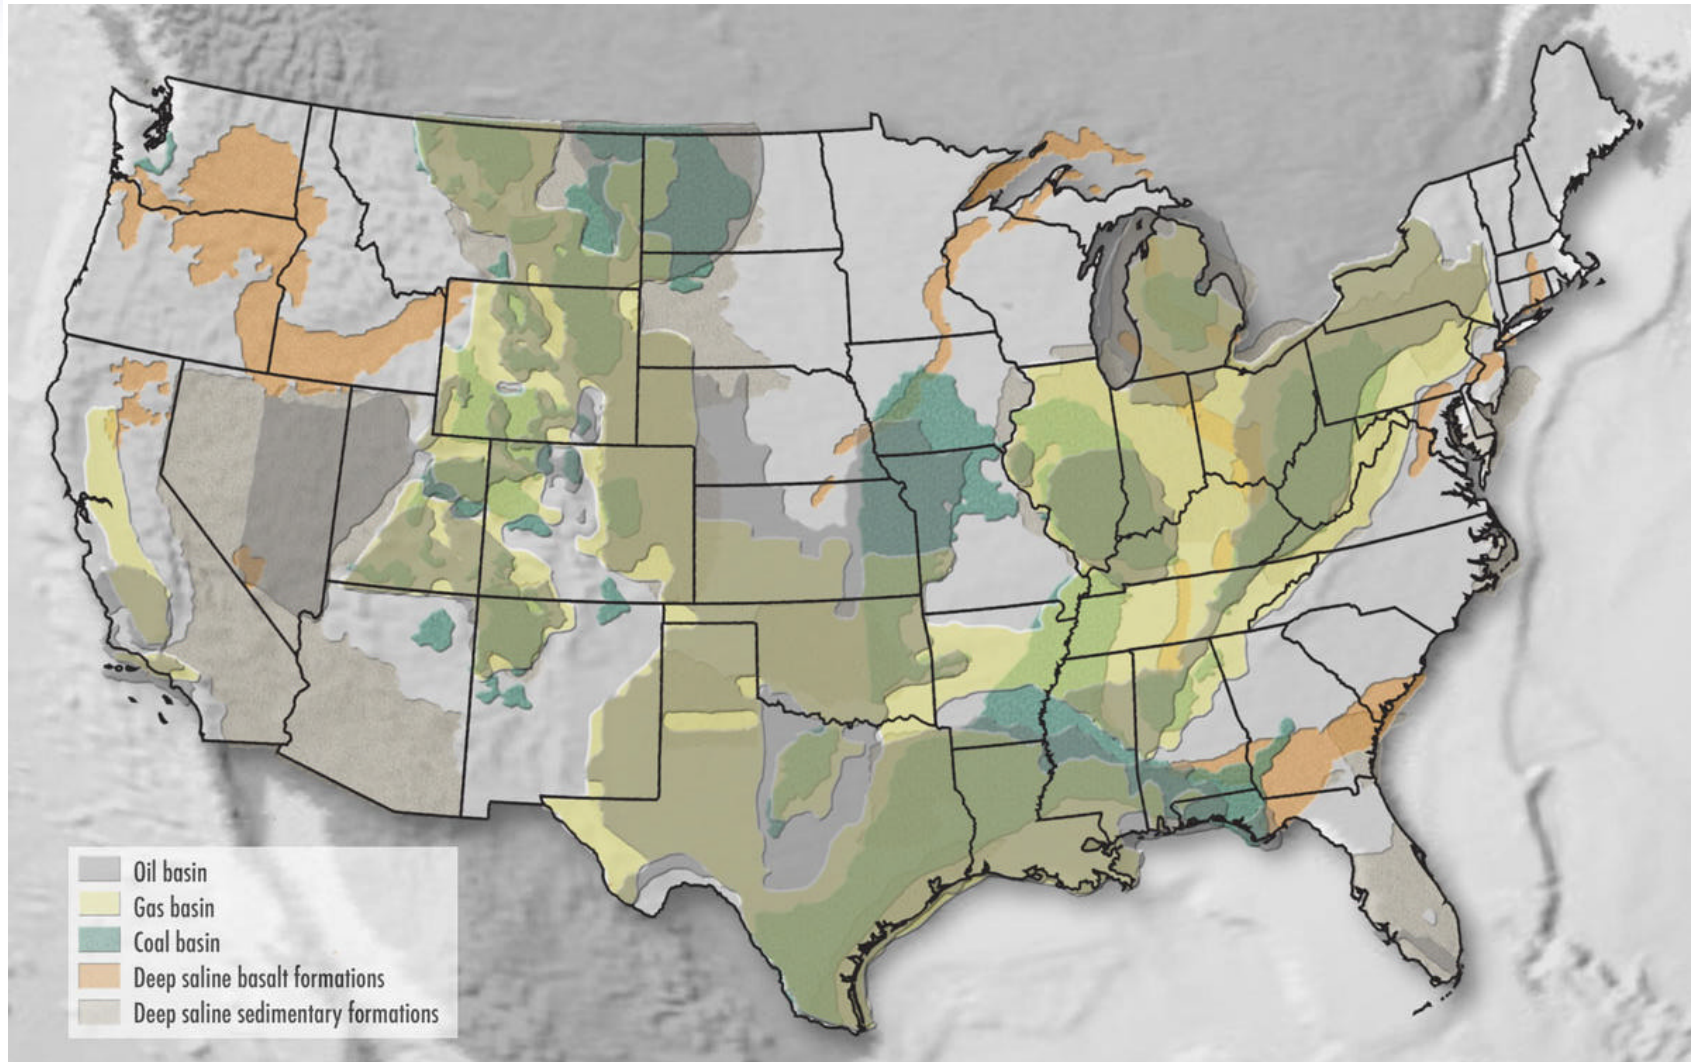 Oil basin
Gas basin
Coal basin
Deep saline basalt formations
Deep saline sedimentary formations